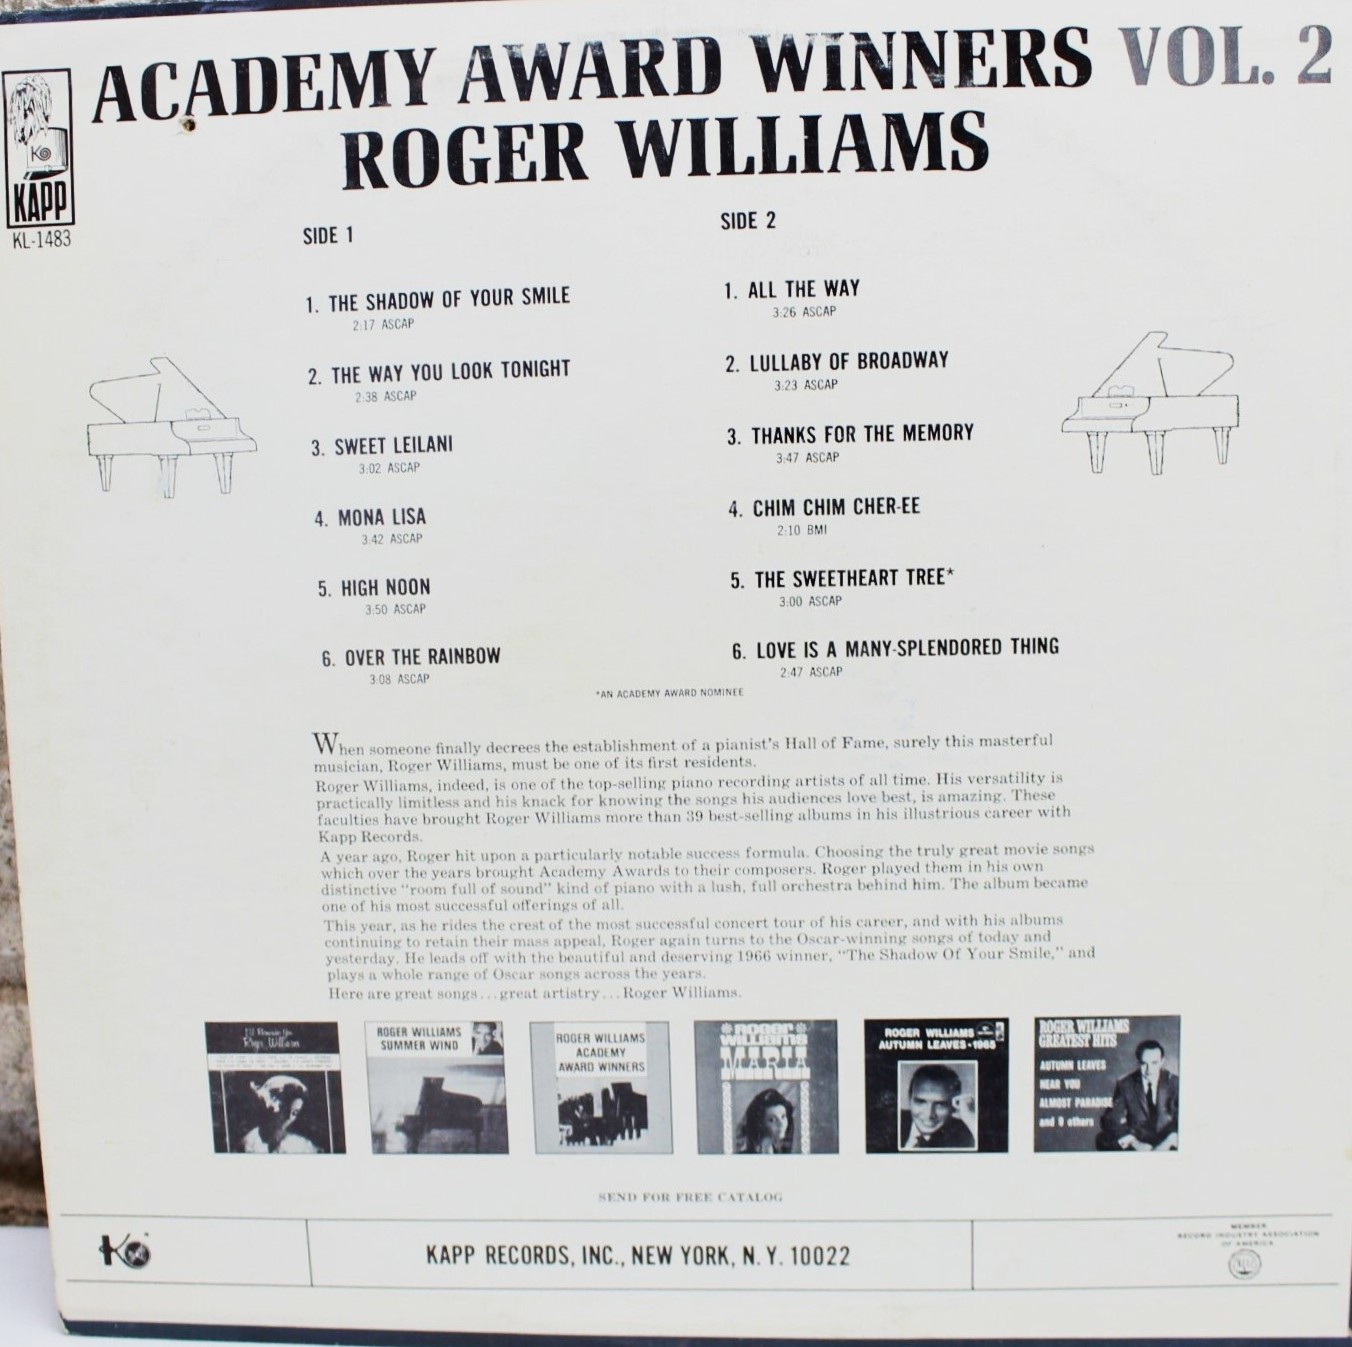 ACADEMY AWARD WINNERS VOL. 2
ROGER WILLIAMS
K
KAPP
KL-1483
SIDE 1
1. THE SHADOW OF YOUR SMILE
2:17 ASCAP
2. THE WAY YOU LOOK TONIGHT
2:38 ASCAP
3. SWEET LEILANI
3:02 ASCAP
4. MONA LISA
3:42 ASCAP
5. HIGH NOON
3:50 ASCAP
6. OVER THE RAINBOW
3:08 ASCAP
SIDE 2
1. ALL THE WAY
3:26 ASCAP
2. LULLABY OF BROADWAY
3:23 ASCAP
3. THANKS FOR THE MEMORY
3:47 ASCAP
4. CHIM CHIM CHER-EE
2:10 BMI
5. THE SWEETHEART TREE*
3:00 ASCAP
6. LOVE IS A MANY-SPLENDORED THING
2:47 ASCAP
*AN ACADEMY AWARD NOMINEE
When someone finally decrees the establishment of a pianist's Hall of Fame, surely this masterful
musician, Roger Williams, must be one of its first residents.
Roger Williams, indeed, is one of the top-selling piano recording artists of all time. His versatility is
practically limitless and his knack for knowing the songs his audiences love best, is amazing. These
faculties have brought Roger Williams more than 39 best-selling albums in his illustrious career with
Kapp Records.
A year ago, Roger hit upon a particularly notable success formula. Choosing the truly great movie songs
which over the years brought Academy Awards to their composers. Roger played them in his own
distinctive "room full of sound" kind of piano with a lush, full orchestra behind him. The album became
one of his most successful offerings of all.
This year, as he rides the crest of the most successful concert tour of his career, and with his albums
continuing to retain their mass appeal, Roger again turns to the Oscar-winning songs of today and
yesterday. He leads off with the beautiful and deserving 1966 winner, "The Shadow Of Your Smile," and
plays a whole range of Oscar songs across the years.
Here are great songs...great artistry...Roger Williams.
Roger Williams
ROGER WILLIAMS
SUMMER WIND
ROGER WILLIAMS
ACADEMY
AWARD WINNERS
ROGER
WILLIAMS
MARIA
ROGER WILLIAMS
AUTUMN LEAVES-1965
ROGER WILLIAMS
GREATEST HITS
AUTUMN LEAVES
NEAR YOU
ALMOST PARADISE
and 9 others
SEND FOR FREE CATALOG
K
KAPP RECORDS, INC., NEW YORK, N. Y. 10022
MEMBER
RECORD INDUSTRY ASSOCIATION
OF AMERICA